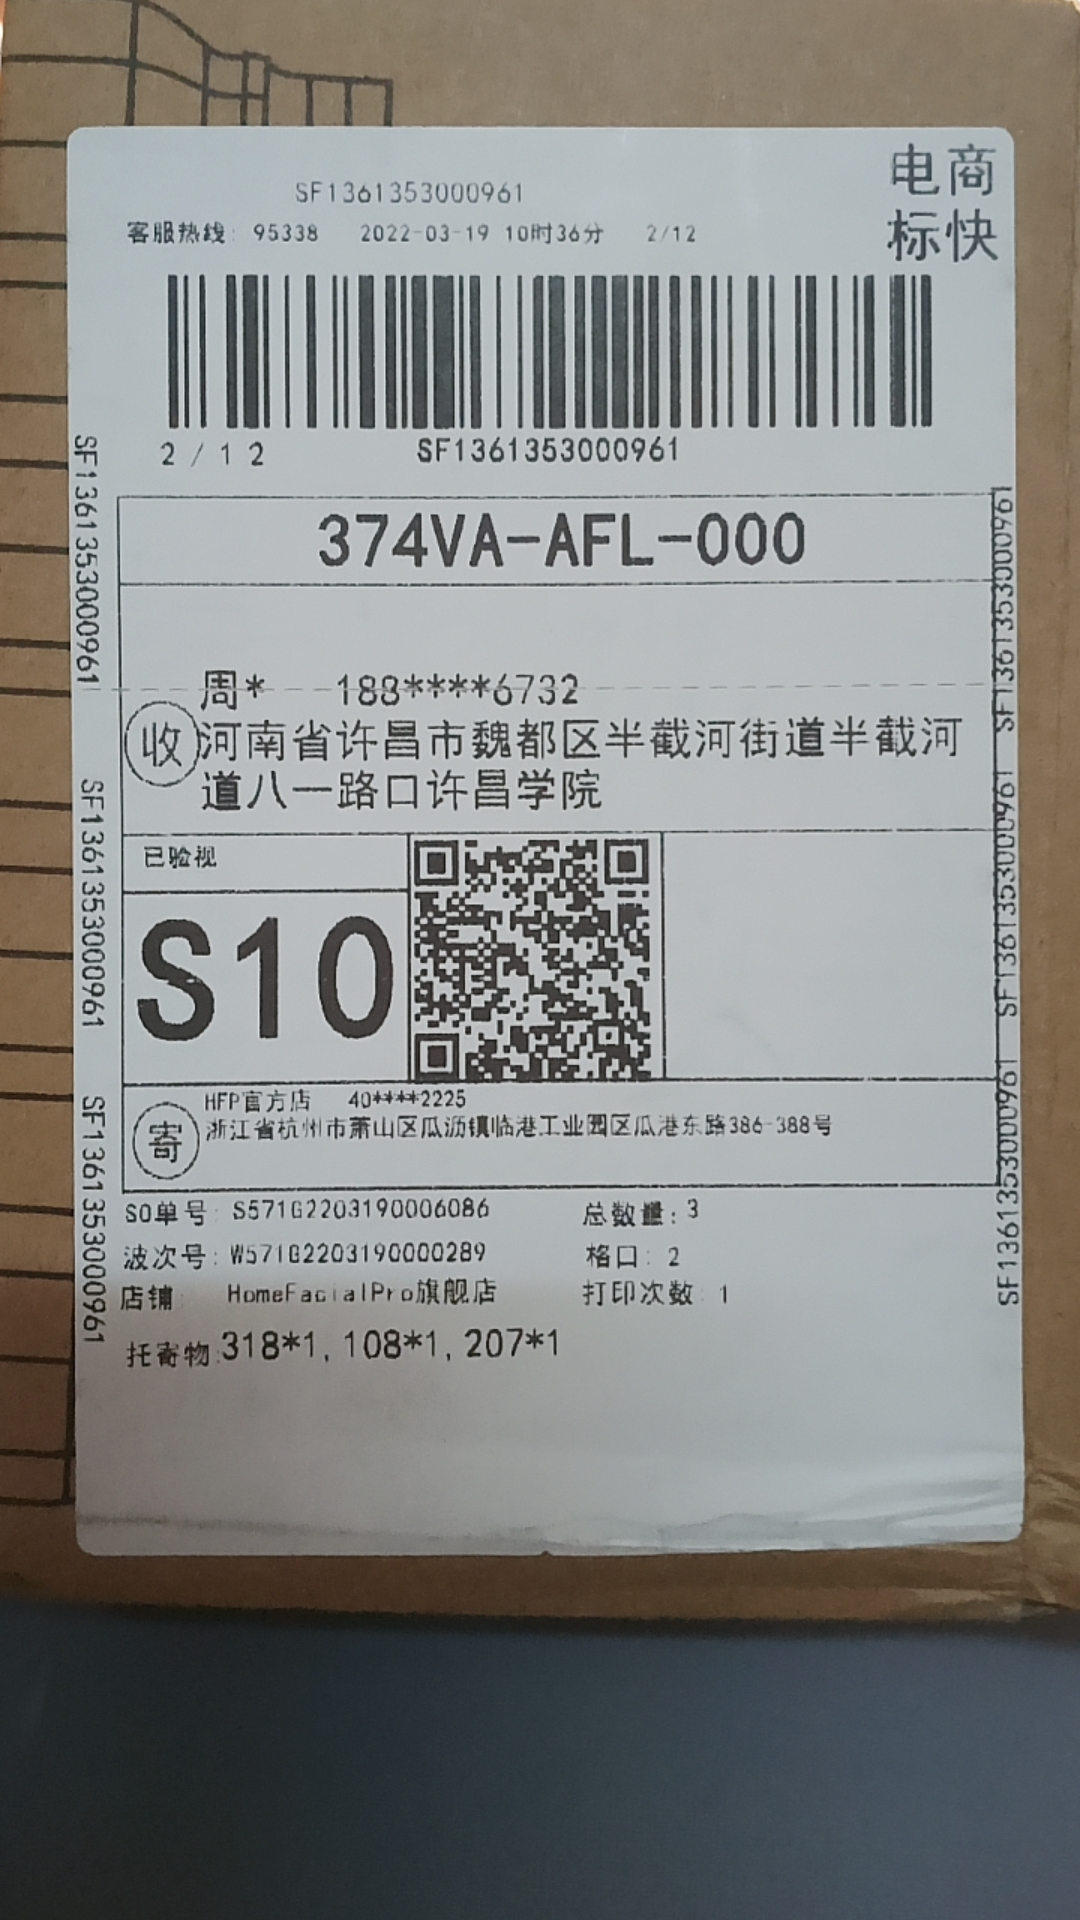 SF1361353000961
电商
标快
客服热线: 95338 2022-03-19 10时36分 2/12
2/12 SF1361353000961
SF1361353000961
SF1361353000961
SF1361353000961
SF1361353000961
SF1361353000961
SF1361353000961
374VA-AFL-000
周* 188****6732
收 河南省许昌市魏都区半截河街道半截河
道八一路口许昌学院
已验视
S10
HFP官方店 40****2225
寄 浙江省杭州市萧山区瓜沥镇临港工业园区瓜港东路386-388号
SO单号: S571G2203190006086 总数量: 3
波次号: W571G2203190000289 格口: 2
店铺: HomeFacialPro旗舰店 打印次数: 1
托寄物:318*1, 108*1, 207*1